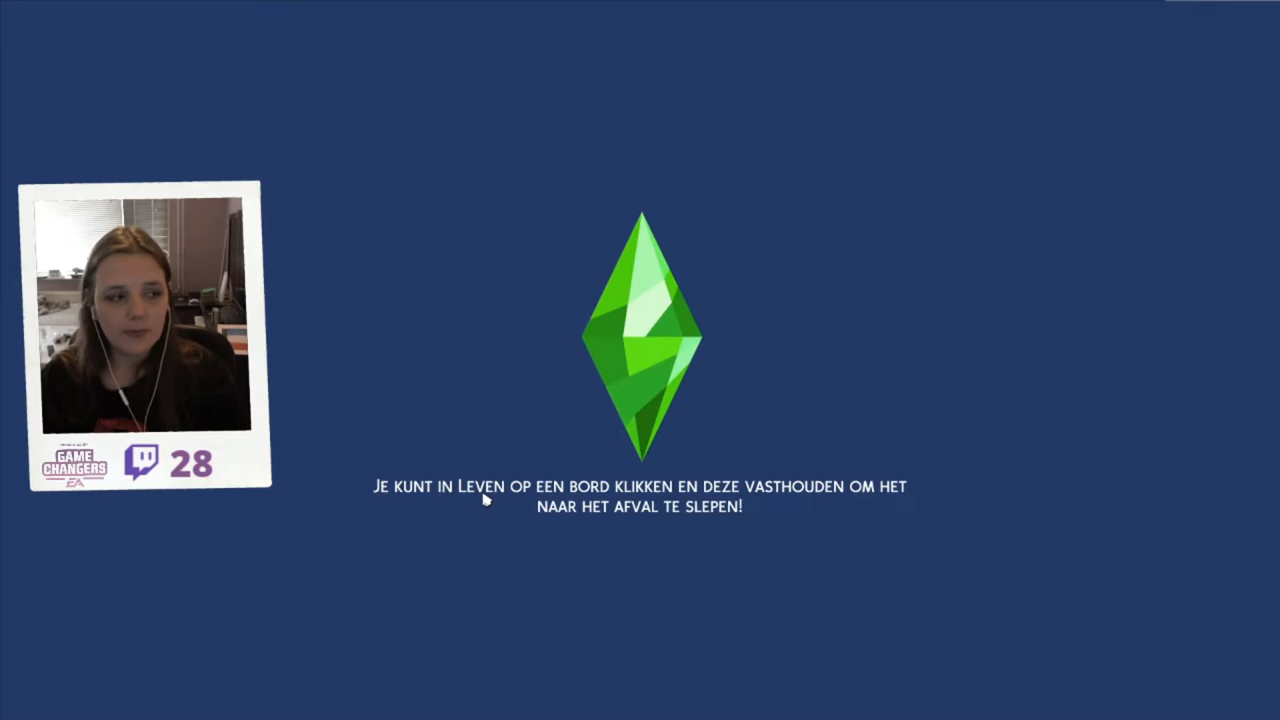 GAME
CHANGERS
EA
28
JE KUNT IN LEVEN OP EEN BORD KLIKKEN EN DEZE VASTHOUDEN OM HET
NAAR HET AFVAL TE SLEPEN!